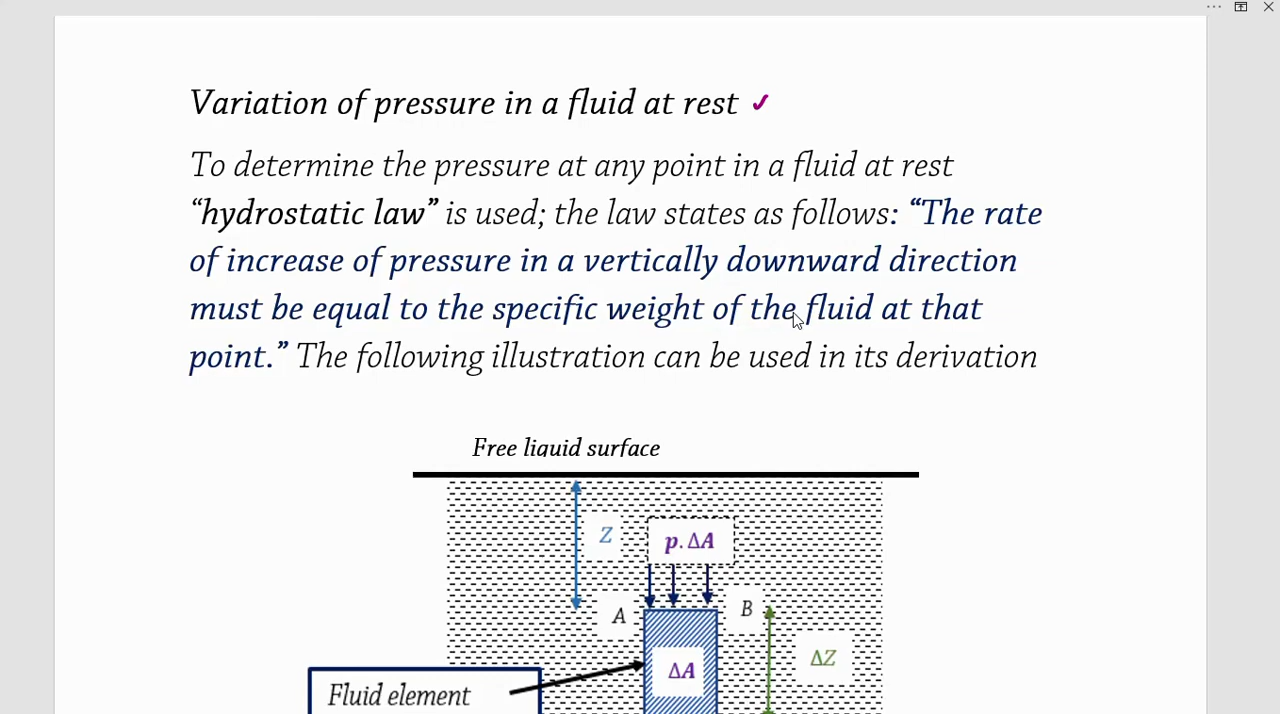 Variation of pressure in a fluid at rest ✓
To determine the pressure at any point in a fluid at rest
“hydrostatic law” is used; the law states as follows: “The rate
of increase of pressure in a vertically downward direction
must be equal to the specific weight of the fluid at that
point.” The following illustration can be used in its derivation
Free liquid surface
Z
p.ΔA
A
B
ΔZ
ΔA
Fluid element